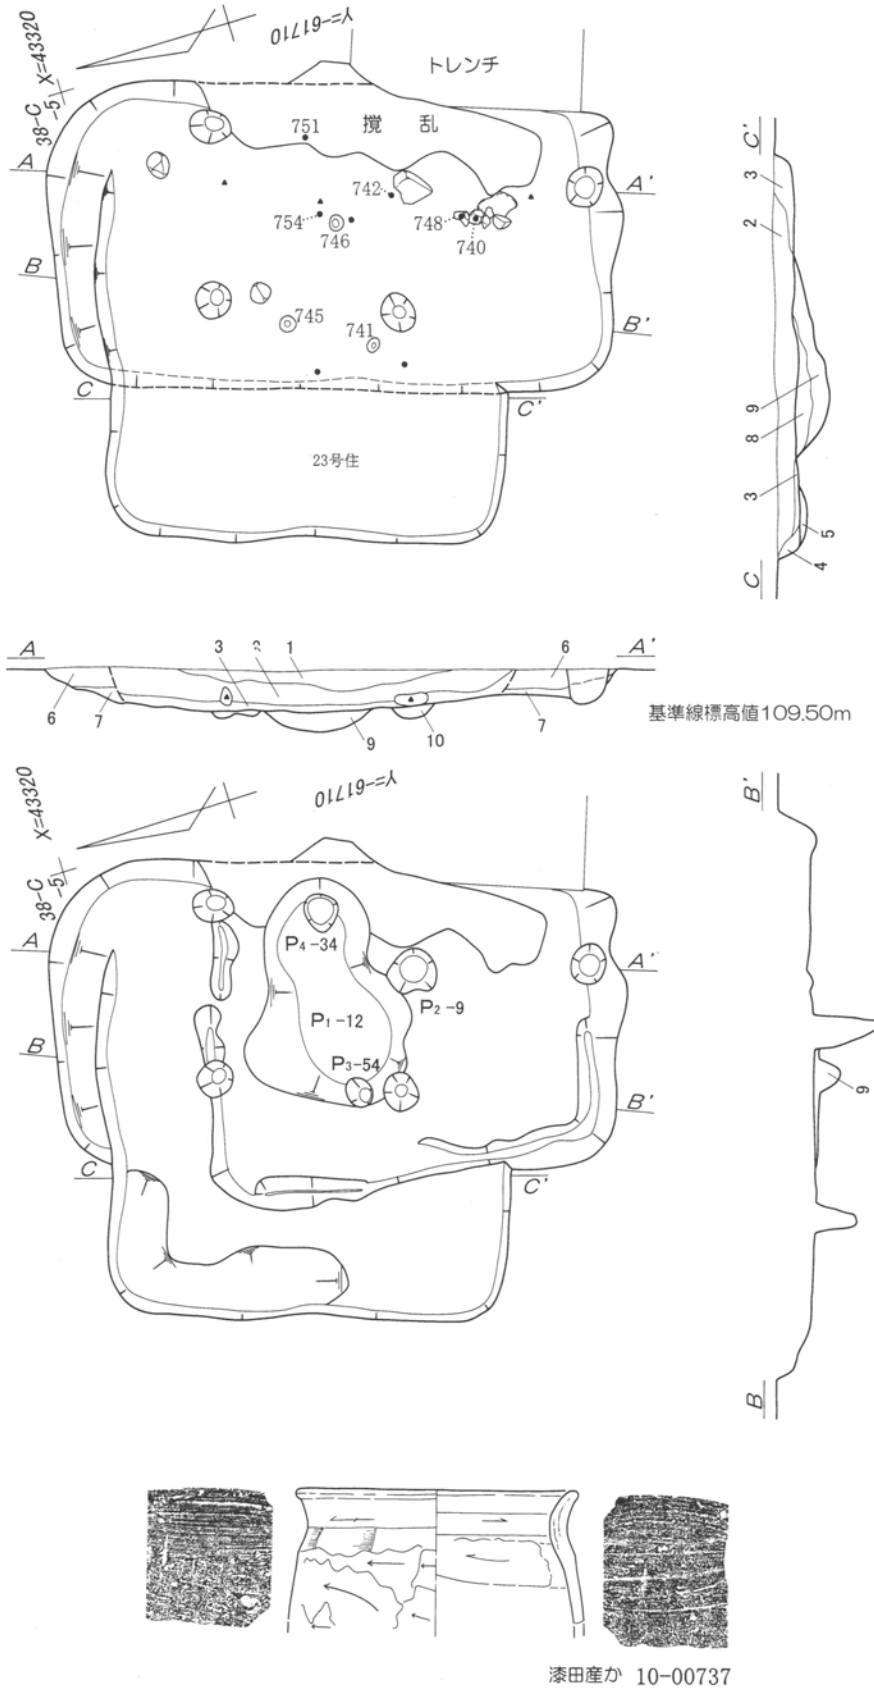 X=43320
Y=-61710
38-C
-5
トレンチ
撹 乱
751
A
A'
742
754
746
748
740
B
B'
745
741
C
C'
23号住
C'
3
2
9
8
3
5
4
C
A
3
2
1
6
A'
6
7
9
10
7
基準線標高値109.50m
X=43320
Y=-61710
38-C
-5
A
A'
P4-34
P2-9
P1-12
B
P3-54
B'
C
C'
B'
9
B
漆田産か 10-00737